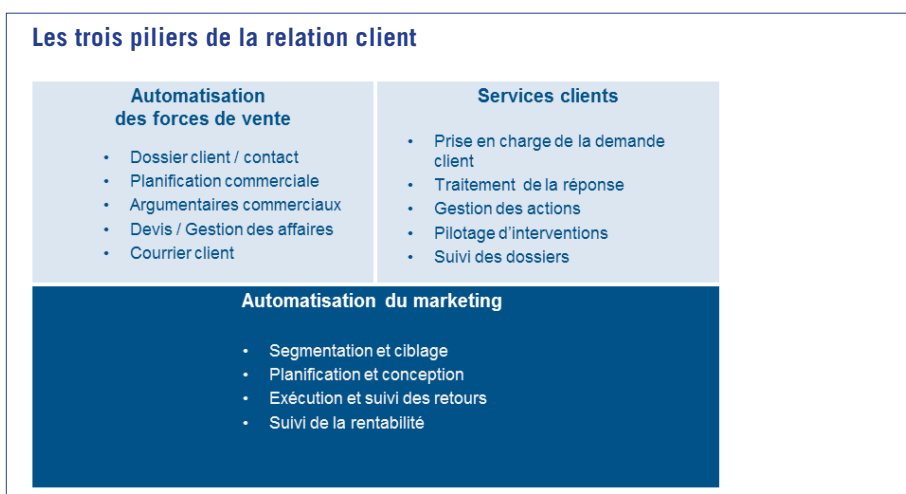 Les trois piliers de la relation client
Automatisation
des forces de vente
• Dossier client / contact
• Planification commerciale
• Argumentaires commerciaux
• Devis / Gestion des affaires
• Courrier client
Services clients
• Prise en charge de la demande
client
• Traitement de la réponse
• Gestion des actions
• Pilotage d'interventions
• Suivi des dossiers
Automatisation du marketing
• Segmentation et ciblage
• Planification et conception
• Exécution et suivi des retours
• Suivi de la rentabilité